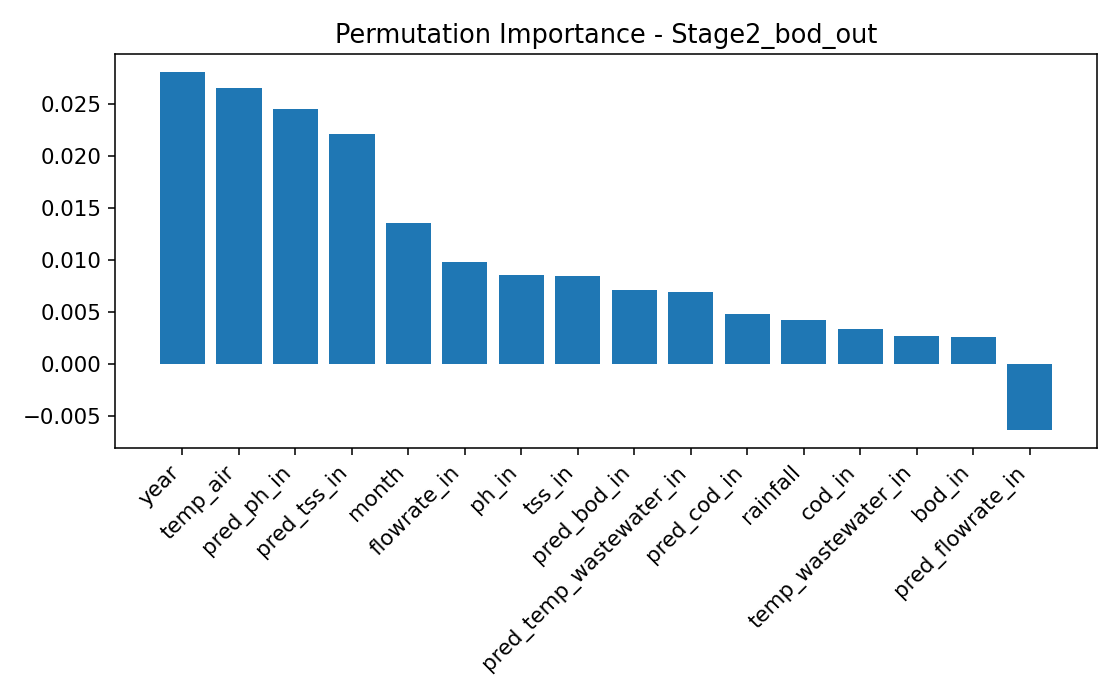 Permutation Importance - Stage2_bod_out
0.025
0.020
0.015
0.010
0.005
0.000
−0.005
year
temp_air
pred_ph_in
pred_tss_in
month
flowrate_in
ph_in
tss_in
pred_bod_in
pred_temp_wastewater_in
pred_cod_in
rainfall
cod_in
temp_wastewater_in
bod_in
pred_flowrate_in